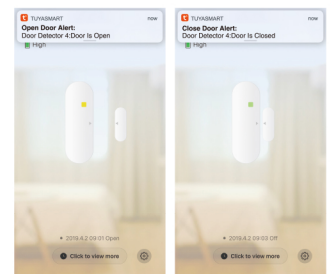 TUYASMART
now
Open Door Alert:
Door Detector 4:Door Is Open
High
2019.4.2 09:01 Open
Click to view more
TUYASMART
now
Close Door Alert:
Door Detector 4:Door Is Closed
High
2019.4.2 09:03 Off
Click to view more